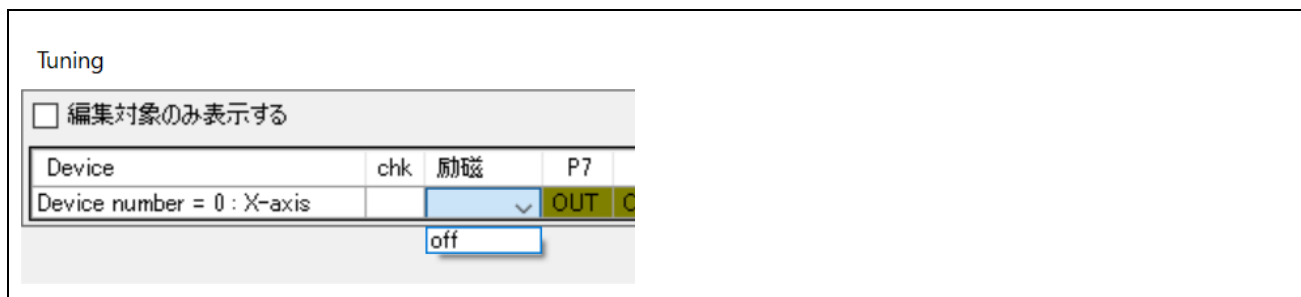 Tuning
編集対象のみ表示する
Device chk 励磁 P7
Device number = 0 : X-axis OUT
off